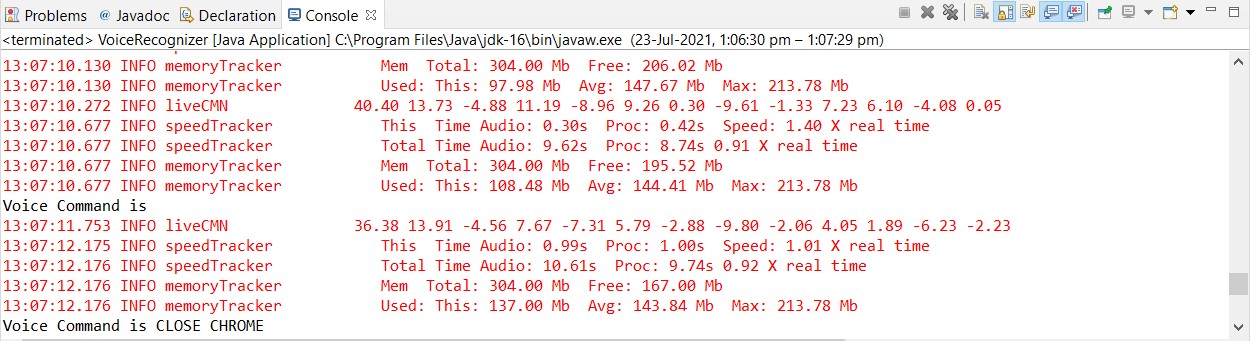 Problems @ Javadoc Declaration Console
<terminated> VoiceRecognizer [Java Application] C:\Program Files\Java\jdk-16\bin\javaw.exe (23-Jul-2021, 1:06:30 pm – 1:07:29 pm)
13:07:10.130 INFO memoryTracker Mem Total: 304.00 Mb Free: 206.02 Mb
13:07:10.130 INFO memoryTracker Used: This: 97.98 Mb Avg: 147.67 Mb Max: 213.78 Mb
13:07:10.272 INFO liveCMN 40.40 13.73 -4.88 11.19 -8.96 9.26 0.30 -9.61 -1.33 7.23 6.10 -4.08 0.05
13:07:10.677 INFO speedTracker This Time Audio: 0.30s Proc: 0.42s Speed: 1.40 X real time
13:07:10.677 INFO speedTracker Total Time Audio: 9.62s Proc: 8.74s 0.91 X real time
13:07:10.677 INFO memoryTracker Mem Total: 304.00 Mb Free: 195.52 Mb
13:07:10.677 INFO memoryTracker Used: This: 108.48 Mb Avg: 144.41 Mb Max: 213.78 Mb
Voice Command is
13:07:11.753 INFO liveCMN 36.38 13.91 -4.56 7.67 -7.31 5.79 -2.88 -9.80 -2.06 4.05 1.89 -6.23 -2.23
13:07:12.175 INFO speedTracker This Time Audio: 0.99s Proc: 1.00s Speed: 1.01 X real time
13:07:12.176 INFO speedTracker Total Time Audio: 10.61s Proc: 9.74s 0.92 X real time
13:07:12.176 INFO memoryTracker Mem Total: 304.00 Mb Free: 167.00 Mb
13:07:12.176 INFO memoryTracker Used: This: 137.00 Mb Avg: 143.84 Mb Max: 213.78 Mb
Voice Command is CLOSE CHROME